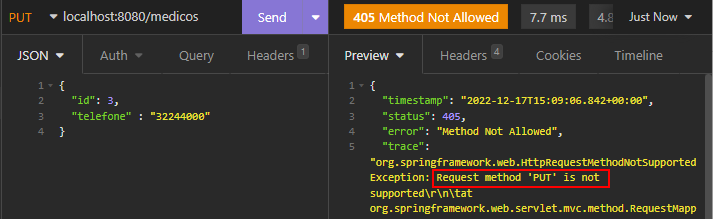 PUT localhost:8080/medicos Send 405 Method Not Allowed 7.7 ms 4.8 Just Now
JSON Auth Query Headers 1 Preview Headers 4 Cookies Timeline
1 {
2 "id": 3,
3 "telefone" : "32244000"
4 }
1 {
2 "timestamp": "2022-12-17T15:09:06.842+00:00",
3 "status": 405,
4 "error": "Method Not Allowed",
5 "trace":
"org.springframework.web.HttpRequestMethodNotSupported
Exception: Request method 'PUT' is not
supported\r\n\tat
org.springframework.web.servlet.mvc.method.RequestMapp